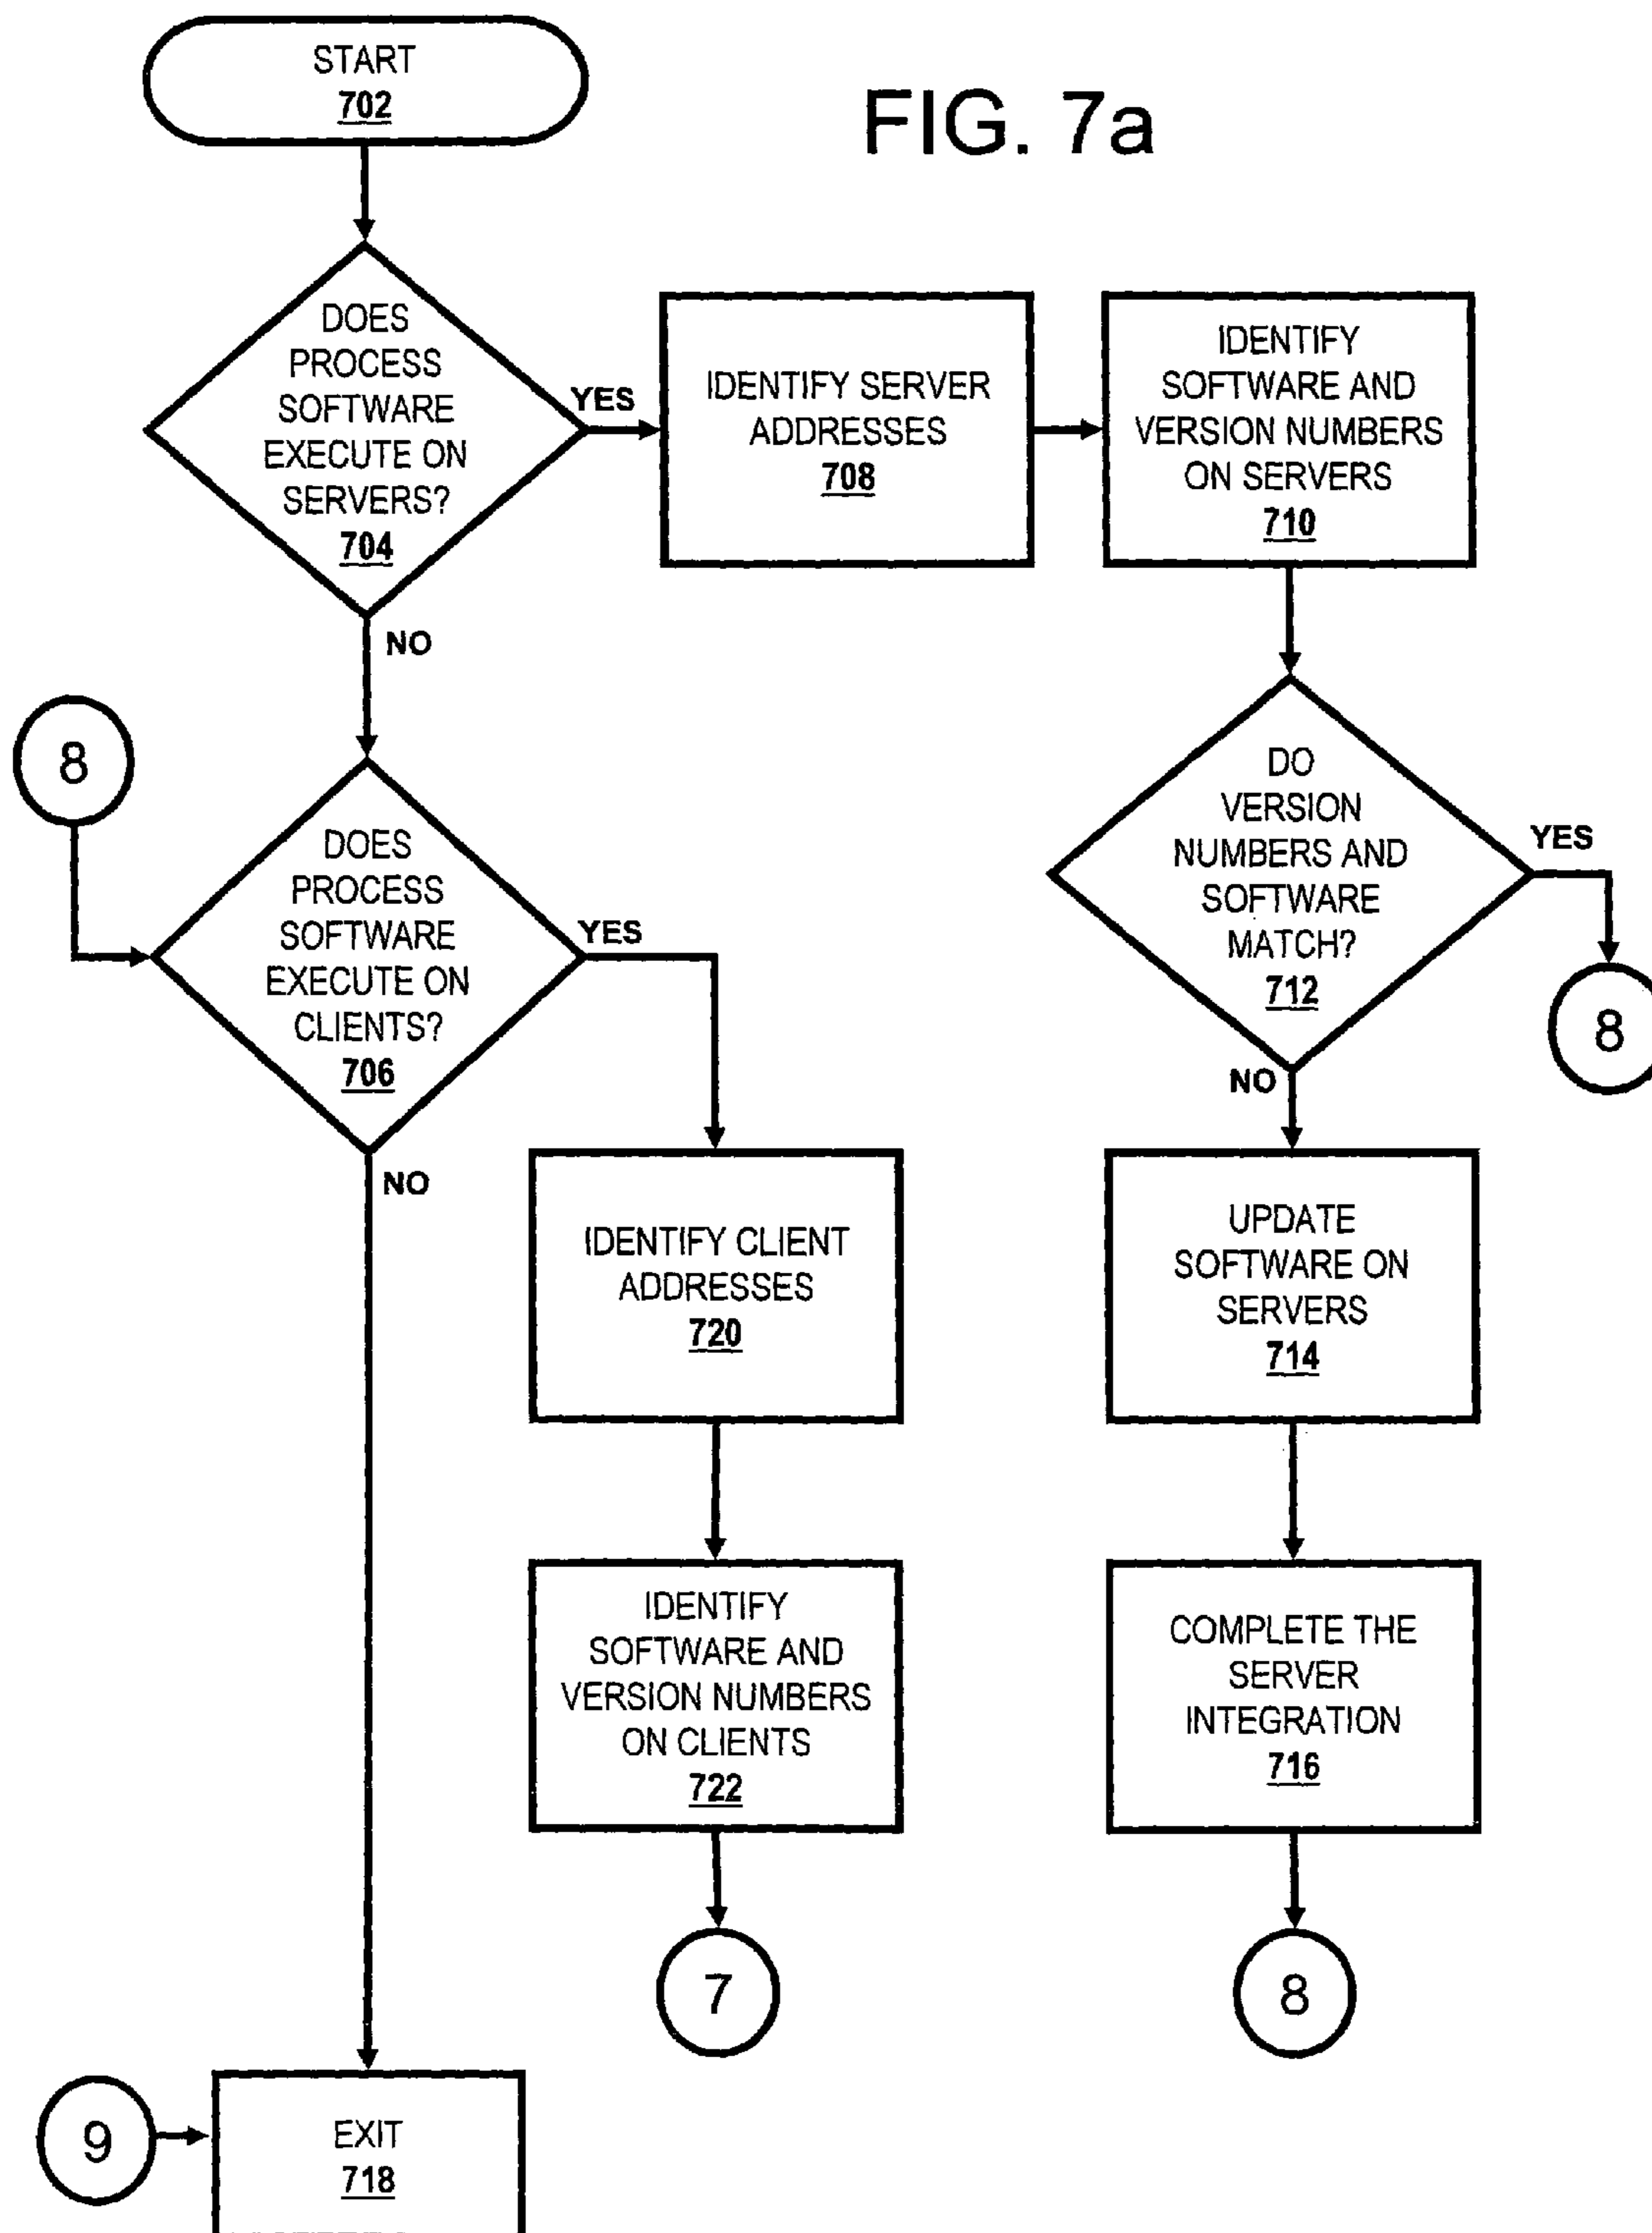 START
702
FIG. 7a
DOES
PROCESS
SOFTWARE
EXECUTE ON
SERVERS?
704
YES
IDENTIFY SERVER
ADDRESSES
708
IDENTIFY
SOFTWARE AND
VERSION NUMBERS
ON SERVERS
710
NO
8
DOES
PROCESS
SOFTWARE
EXECUTE ON
CLIENTS?
706
YES
NO
DO
VERSION
NUMBERS AND
SOFTWARE
MATCH?
712
YES
8
NO
IDENTIFY CLIENT
ADDRESSES
720
UPDATE
SOFTWARE ON
SERVERS
714
IDENTIFY
SOFTWARE AND
VERSION NUMBERS
ON CLIENTS
722
COMPLETE THE
SERVER
INTEGRATION
716
7
8
9
EXIT
718